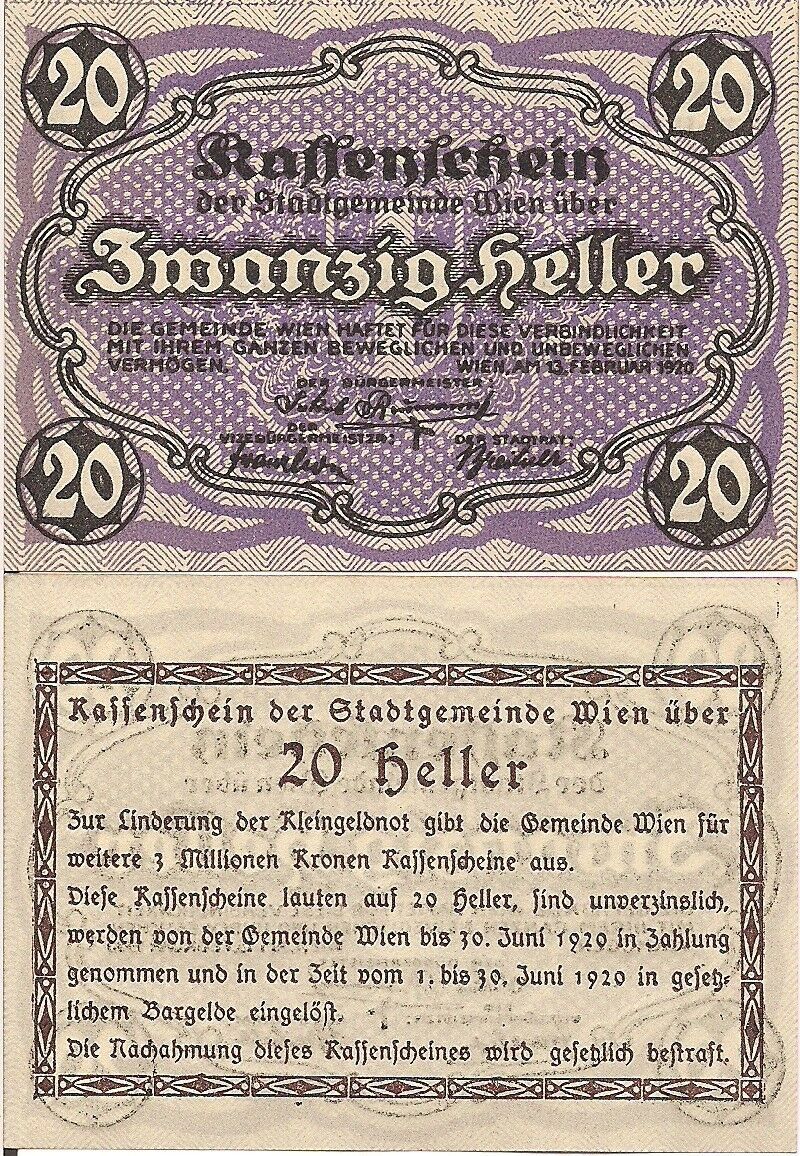 20
20
Kassenschein
der Stadtgemeinde Wien über
Zwanzig Heller
DIE GEMEINDE WIEN HAFTET FÜR DIESE VERBINDLICHKEIT
MIT IHREM GANZEN BEWEGLICHEN UND UNBEWEGLICHEN
VERMÖGEN. WIEN, AM 13. FEBRUAR 1920
DER BÜRGERMEISTER:
DER
VIZEBÜRGERMEISTER: DER STADTRAT:
20
20
Kassenschein der Stadtgemeinde Wien über
20 Heller
Zur Linderung der Kleingeldnot gibt die Gemeinde Wien für
weitere 3 Millionen Kronen Kassenscheine aus.
Diese Kassenscheine lauten auf 20 Heller, sind unverzinslich,
werden von der Gemeinde Wien bis 30. Juni 1920 in Zahlung
genommen und in der Zeit vom 1. bis 30. Juni 1920 in gesetz-
lichem Bargelde eingelöst.
Die Nachahmung dieses Kassenscheines wird gesetzlich bestraft.